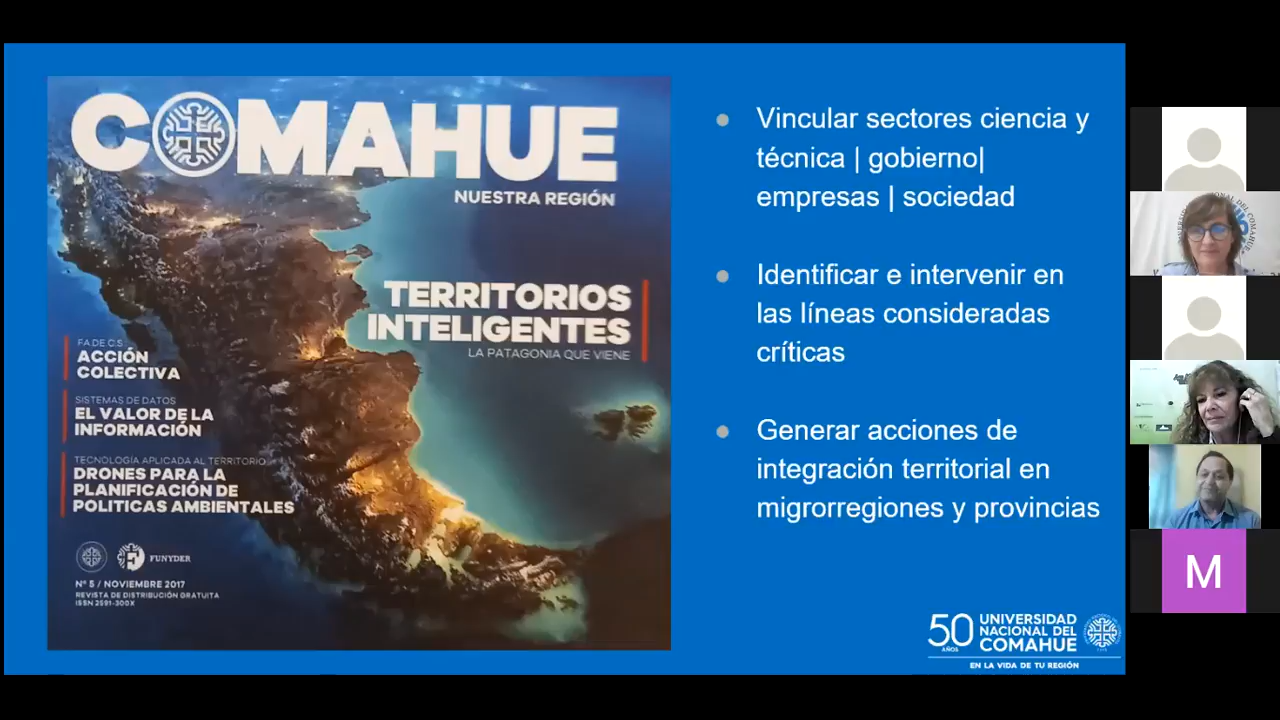 COMAHUE
NUESTRA REGIÓN
TERRITORIOS
INTELIGENTES
LA PATAGONIA QUE VIENE
FA DE C.S.
ACCIÓN
COLECTIVA
SISTEMAS DE DATOS
EL VALOR DE LA
INFORMACIÓN
TECNOLOGÍA APLICADA AL TERRITORIO
DRONES PARA LA
PLANIFICACIÓN DE
POLITICAS AMBIENTALES
FUNYDER
Nº 5 / NOVIEMBRE 2017
REVISTA DE DISTRIBUCIÓN GRATUITA
ISSN 2591-300X
Vincular sectores ciencia y
técnica | gobierno|
empresas | sociedad
Identificar e intervenir en
las líneas consideradas
críticas
Generar acciones de
integración territorial en
migrorregiones y provincias
50
AÑOS
UNIVERSIDAD
NACIONAL DEL
COMAHUE
EN LA VIDA DE TU REGIÓN
DEL COMAHUE
M